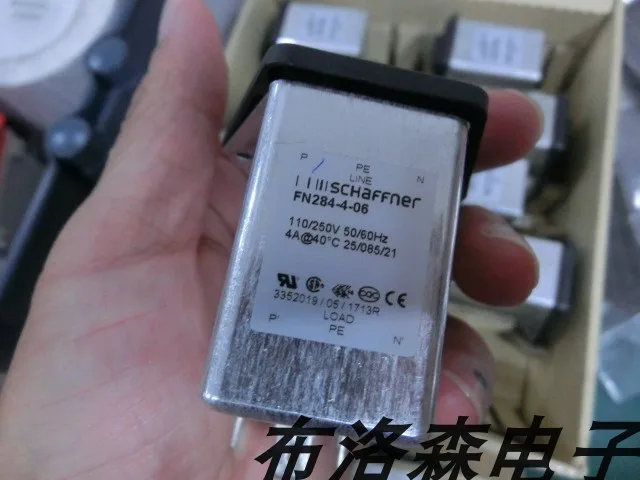 P PE N
LINE
SCHAFFNER
FN284-4-06
110/250V 50/60Hz
4A@40°C 25/085/21
3352019 / 05 / 1713R
LOAD
P' PE N'
布洛森电子